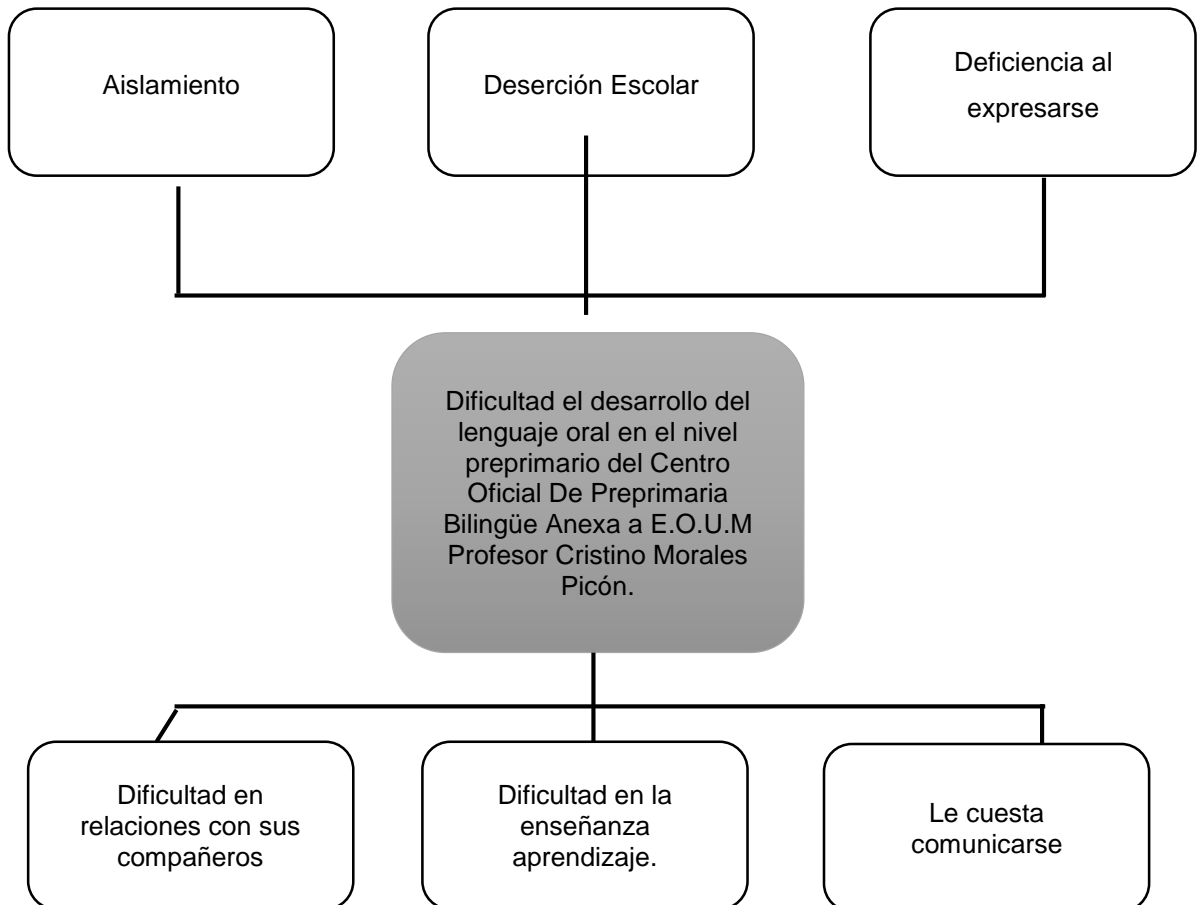 Aislamiento
Deserción Escolar
Deficiencia al
expresarse
Dificultad el desarrollo del
lenguaje oral en el nivel
preprimario del Centro
Oficial De Preprimaria
Bilingüe Anexa a E.O.U.M
Profesor Cristino Morales
Picón.
Dificultad en
relaciones con sus
compañeros
Dificultad en la
enseñanza
aprendizaje.
Le cuesta
comunicarse